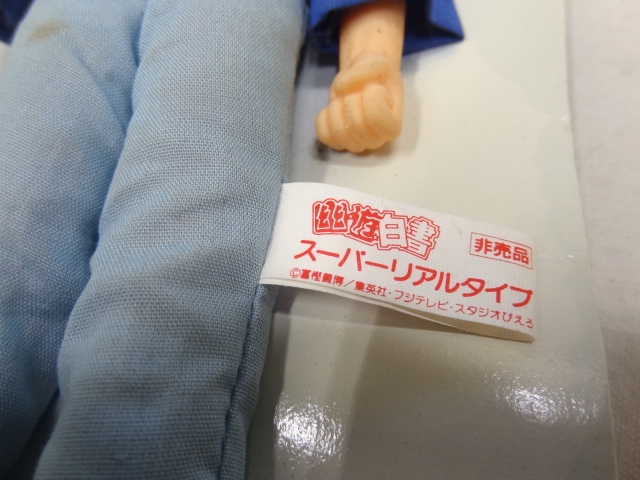 幽遊白書
非売品
スーパーリアルタイプ
©冨樫義博/集英社・フジテレビ・スタジオぴえろ